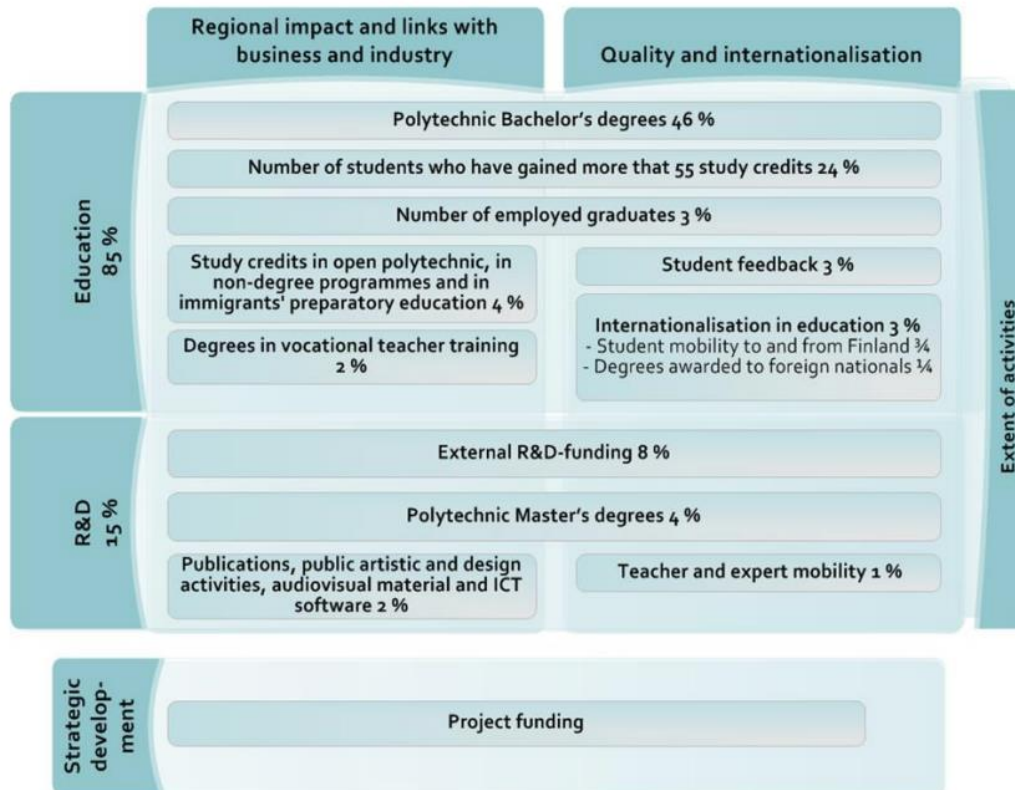 Regional impact and links with
business and industry
Quality and internationalisation
Education
85 %
Polytechnic Bachelor's degrees 46 %
Number of students who have gained more that 55 study credits 24 %
Number of employed graduates 3 %
Study credits in open polytechnic, in
non-degree programmes and in
immigrants' preparatory education 4 %
Student feedback 3 %
Degrees in vocational teacher training
2 %
Internationalisation in education 3 %
- Student mobility to and from Finland ¾
- Degrees awarded to foreign nationals ¼
R&D
15 %
External R&D-funding 8 %
Polytechnic Master's degrees 4 %
Publications, public artistic and design
activities, audiovisual material and ICT
software 2 %
Teacher and expert mobility 1 %
Extent of activities
Strategic
develop-
ment
Project funding